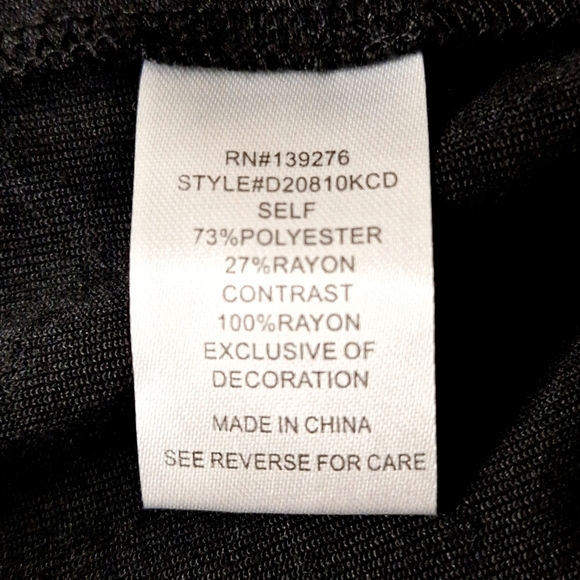 RN#139276
STYLE#D20810KCD
SELF
73%POLYESTER
27%RAYON
CONTRAST
100%RAYON
EXCLUSIVE OF
DECORATION
MADE IN CHINA
SEE REVERSE FOR CARE